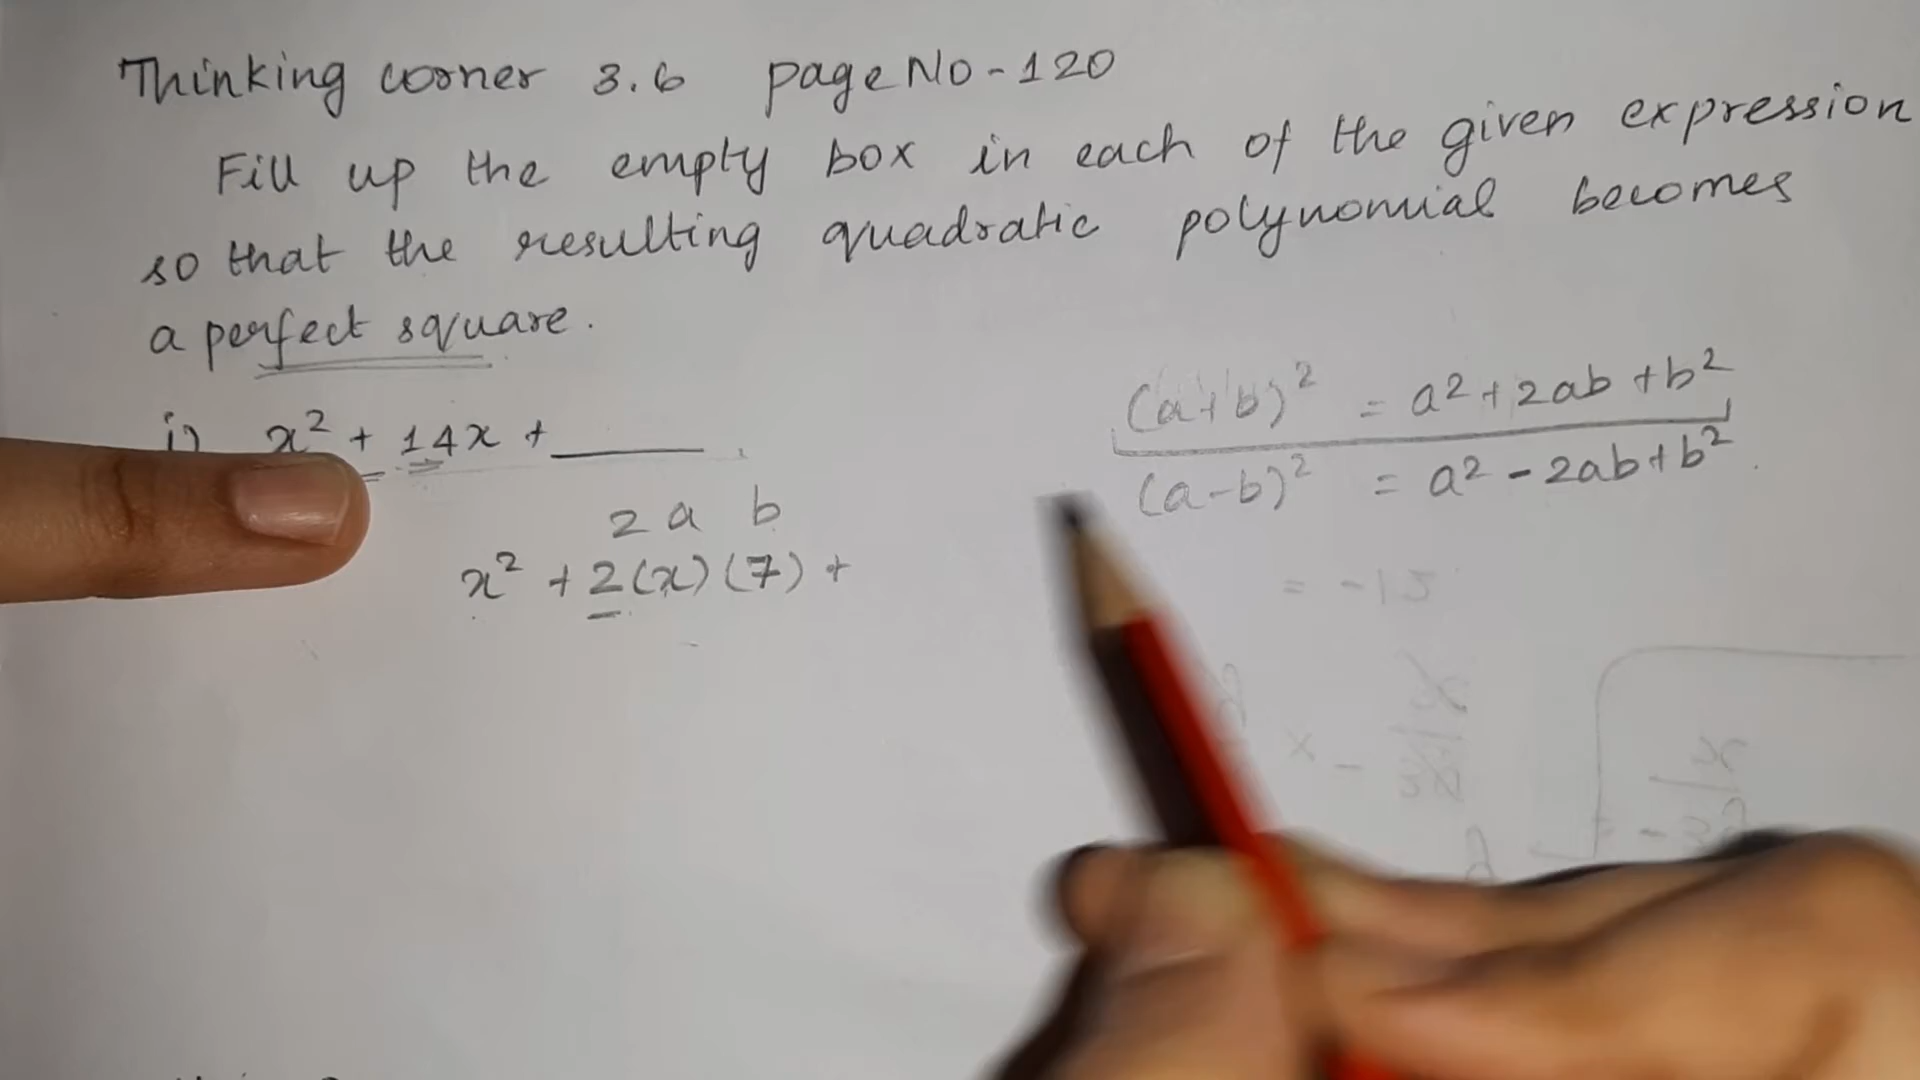 Thinking corner 3.6 page No - 120
Fill up the empty box in each of the given expression
so that the resulting quadratic polynomial becomes
a perfect square.
i) x² + 14x + ______
(a+b)² = a² + 2ab + b²
(a-b)² = a² - 2ab + b²
2 a b
x² + 2(x)(7) +
= -15